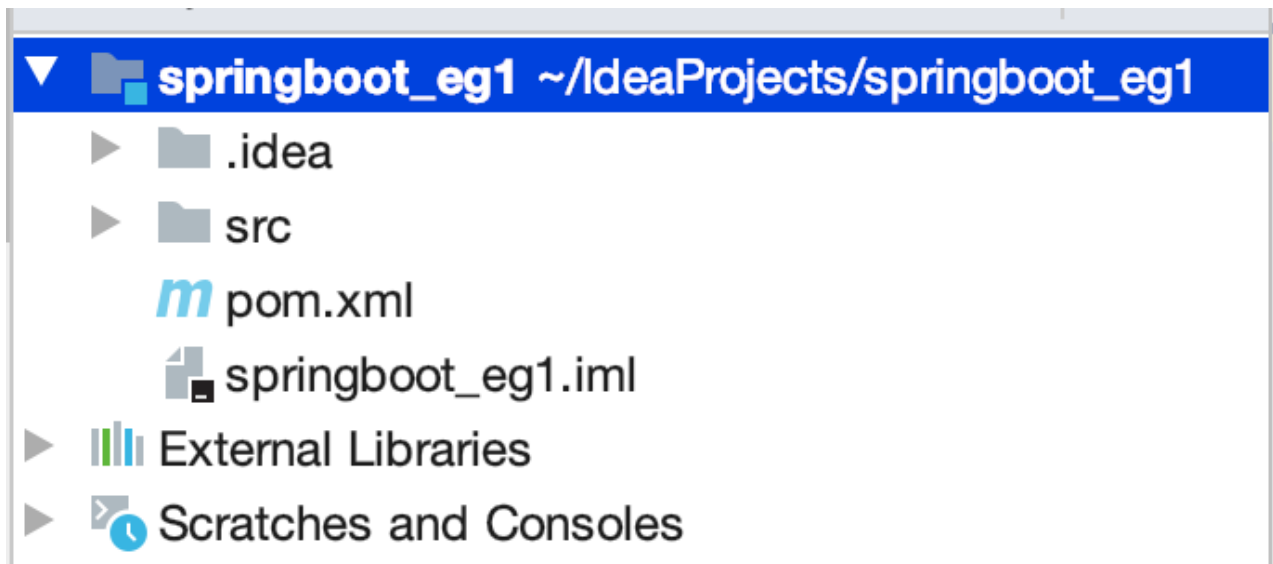 springboot_eg1 ~/IdeaProjects/springboot_eg1
.idea
src
m pom.xml
springboot_eg1.iml
External Libraries
Scratches and Consoles